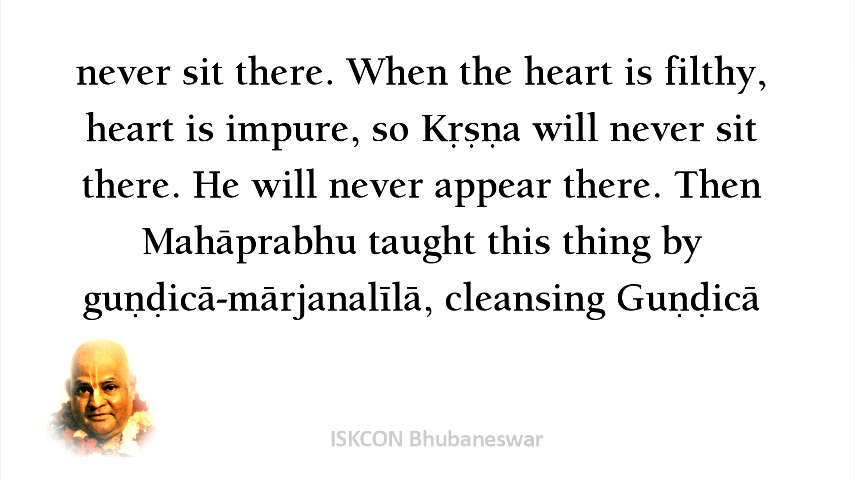 never sit there. When the heart is filthy,
heart is impure, so Kṛṣṇa will never sit
there. He will never appear there. Then
Mahāprabhu taught this thing by
guṇḍicā-mārjanalīlā, cleansing Guṇḍicā
ISKCON Bhubaneswar